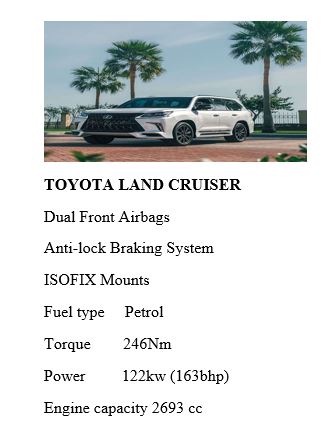 TOYOTA LAND CRUISER
Dual Front Airbags
Anti-lock Braking System
ISOFIX Mounts
Fuel type Petrol
Torque 246Nm
Power 122kw (163bhp)
Engine capacity 2693 cc